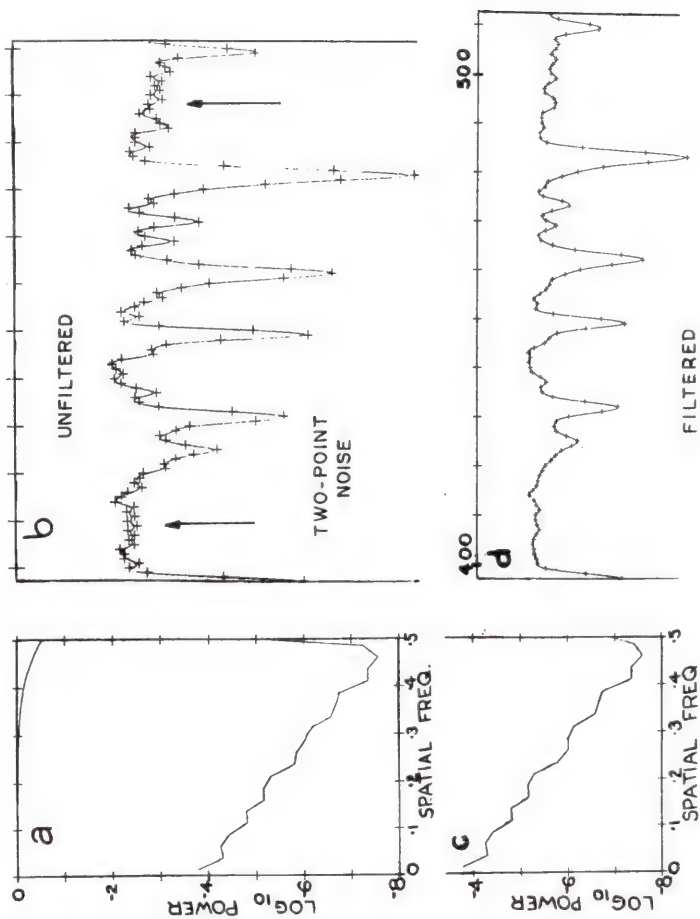 a
0
-2
-4
-6
-8
LOG₁₀ POWER
0 .1 .2 .3 .4 .5
SPATIAL FREQ.
b
UNFILTERED
TWO-POINT
NOISE
c
-4
-6
-8
LOG₁₀ POWER
0 .1 .2 .3 .4 .5
SPATIAL FREQ.
d
400 500
FILTERED